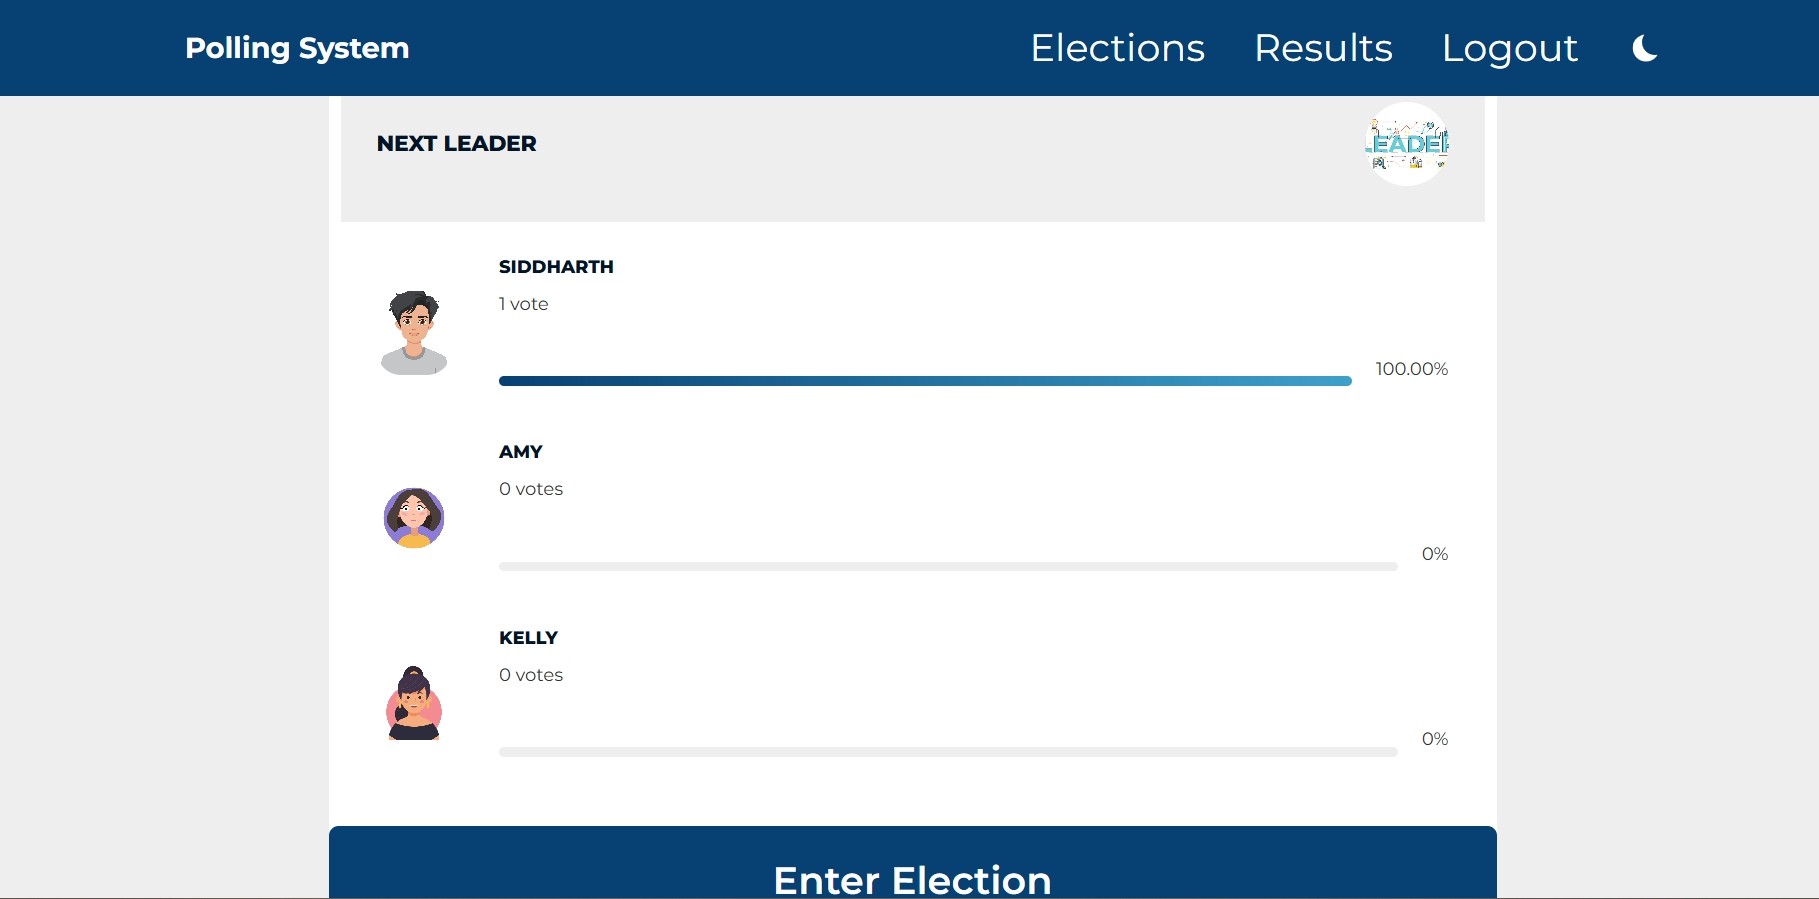 Polling System
Elections
Results
Logout
NEXT LEADER
LEADER
SIDDHARTH
1 vote
100.00%
AMY
0 votes
0%
KELLY
0 votes
0%
Enter Election